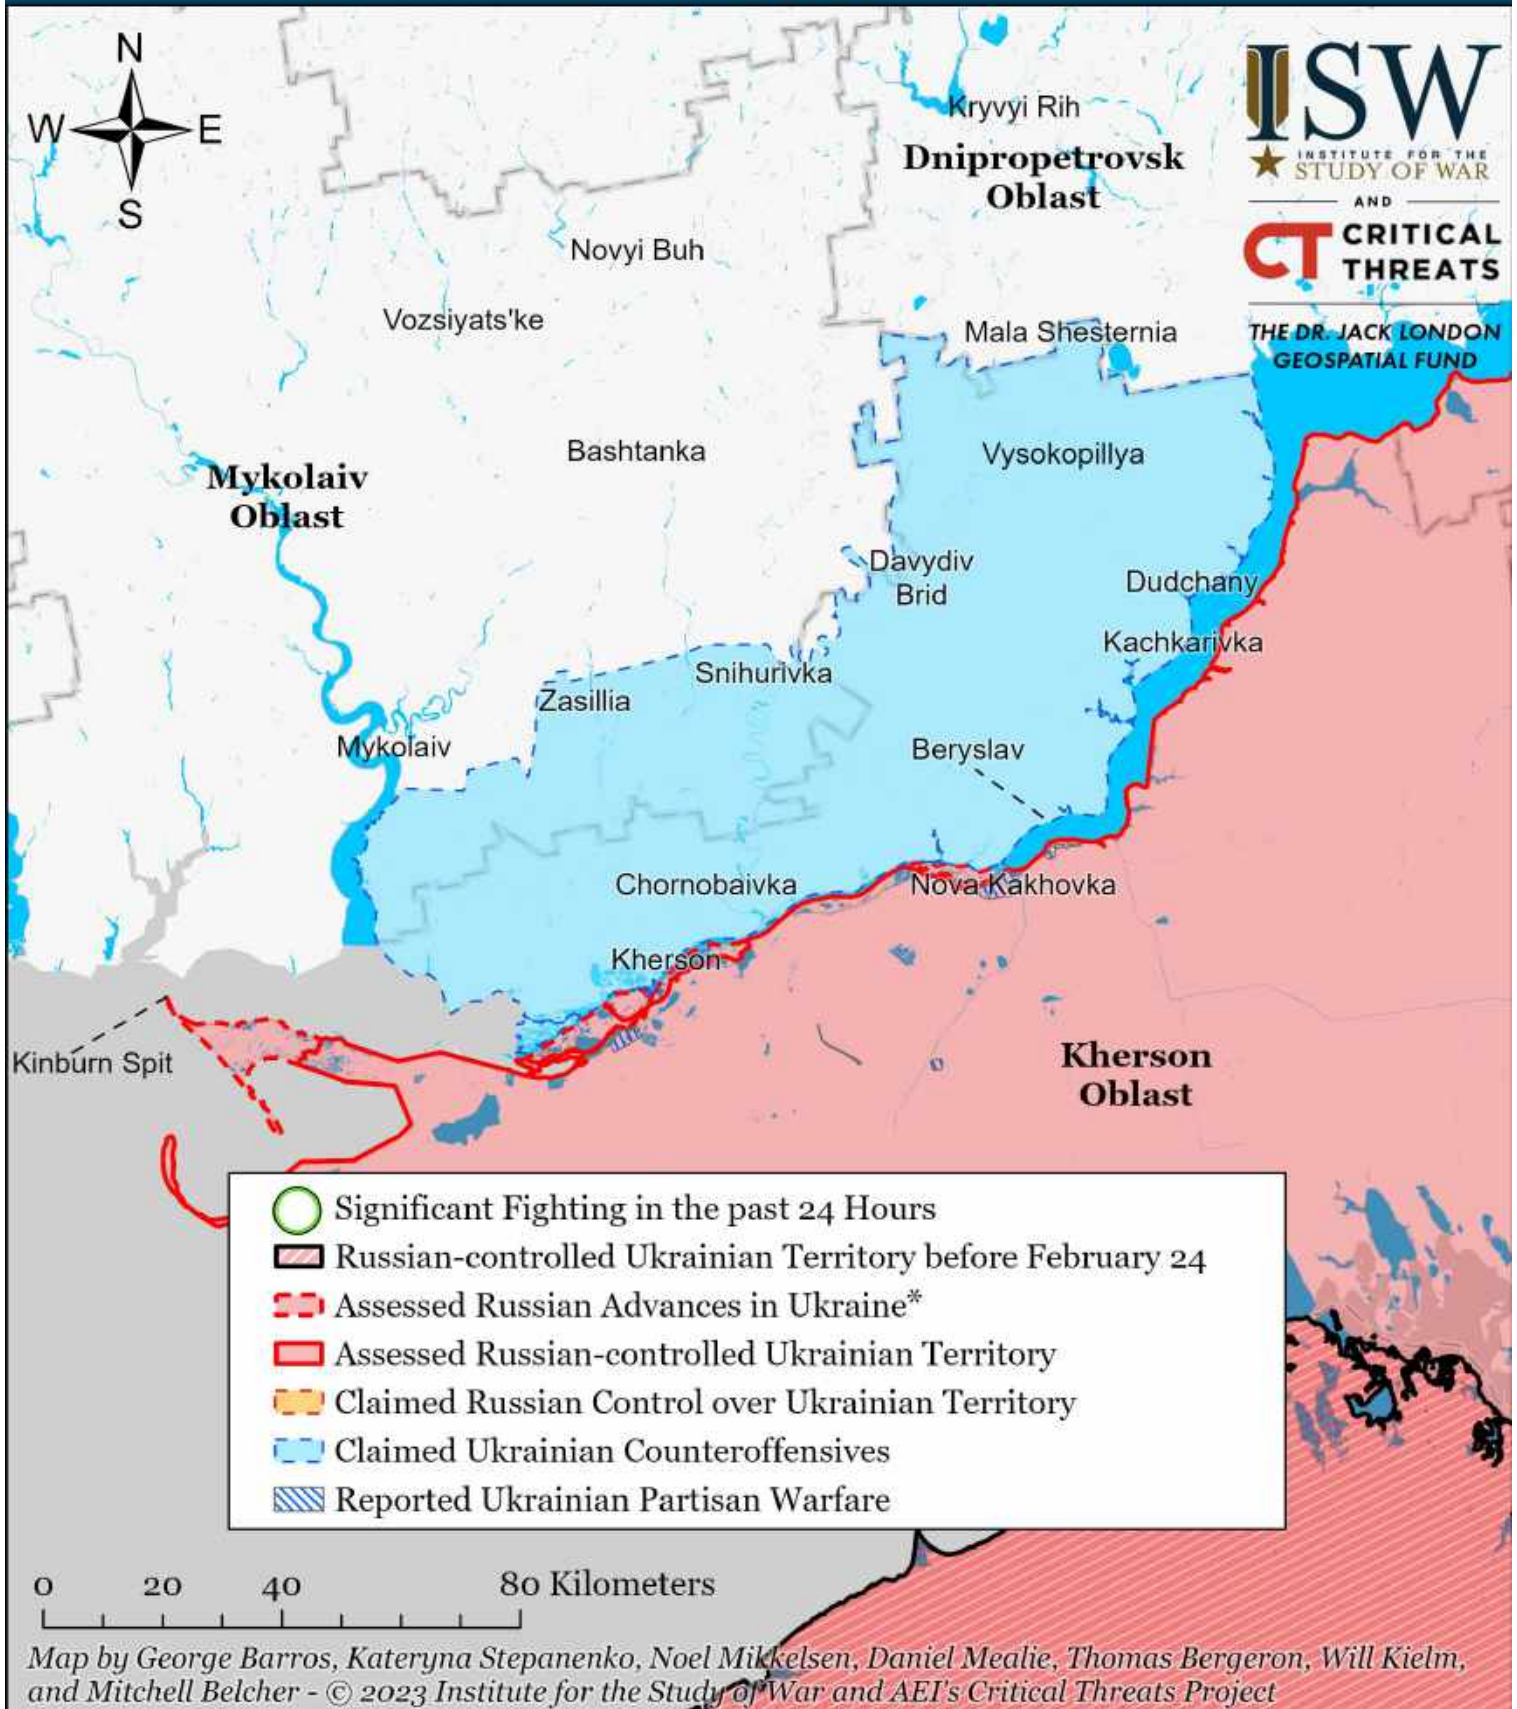 N
W
E
S
ISW
INSTITUTE FOR THE
STUDY OF WAR
AND
CT
CRITICAL
THREATS
THE DR. JACK LONDON
GEOSPATIAL FUND
Kryvyi Rih
Dnipropetrovsk
Oblast
Novyi Buh
Vozsiyats'ke
Mala Shesternia
Bashtanka
Vysokopillya
Mykolaiv
Oblast
Davydiv
Brid
Dudchany
Kachkarivka
Snihurivka
Zasillia
Mykolaiv
Beryslav
Chornobaivka
Nova Kakhovka
Kherson
Kinburn Spit
Kherson
Oblast
Significant Fighting in the past 24 Hours
Russian-controlled Ukrainian Territory before February 24
Assessed Russian Advances in Ukraine*
Assessed Russian-controlled Ukrainian Territory
Claimed Russian Control over Ukrainian Territory
Claimed Ukrainian Counteroffensives
Reported Ukrainian Partisan Warfare
0 20 40 80 Kilometers
Map by George Barros, Kateryna Stepanenko, Noel Mikkelsen, Daniel Mealie, Thomas Bergeron, Will Kielm,
and Mitchell Belcher - © 2023 Institute for the Study of War and AEI's Critical Threats Project